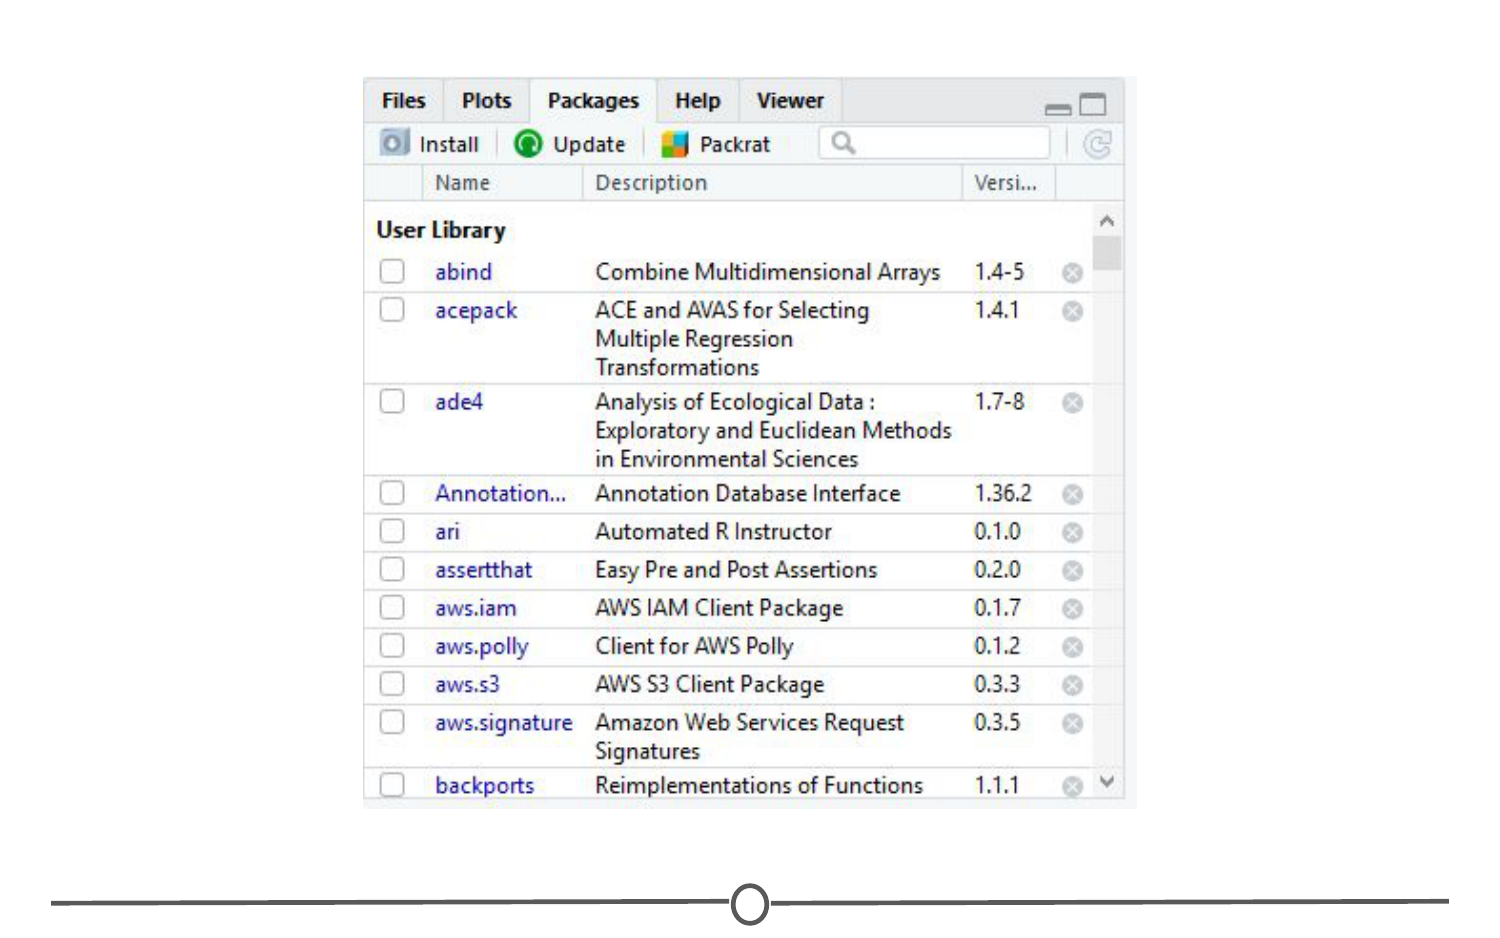 Files Plots Packages Help Viewer
Install Update Packrat
Name Description Versi...
User Library
abind Combine Multidimensional Arrays 1.4-5
acepack ACE and AVAS for Selecting 1.4.1
Multiple Regression
Transformations
ade4 Analysis of Ecological Data : 1.7-8
Exploratory and Euclidean Methods
in Environmental Sciences
Annotation... Annotation Database Interface 1.36.2
ari Automated R Instructor 0.1.0
assertthat Easy Pre and Post Assertions 0.2.0
aws.iam AWS IAM Client Package 0.1.7
aws.polly Client for AWS Polly 0.1.2
aws.s3 AWS S3 Client Package 0.3.3
aws.signature Amazon Web Services Request 0.3.5
Signatures
backports Reimplementations of Functions 1.1.1